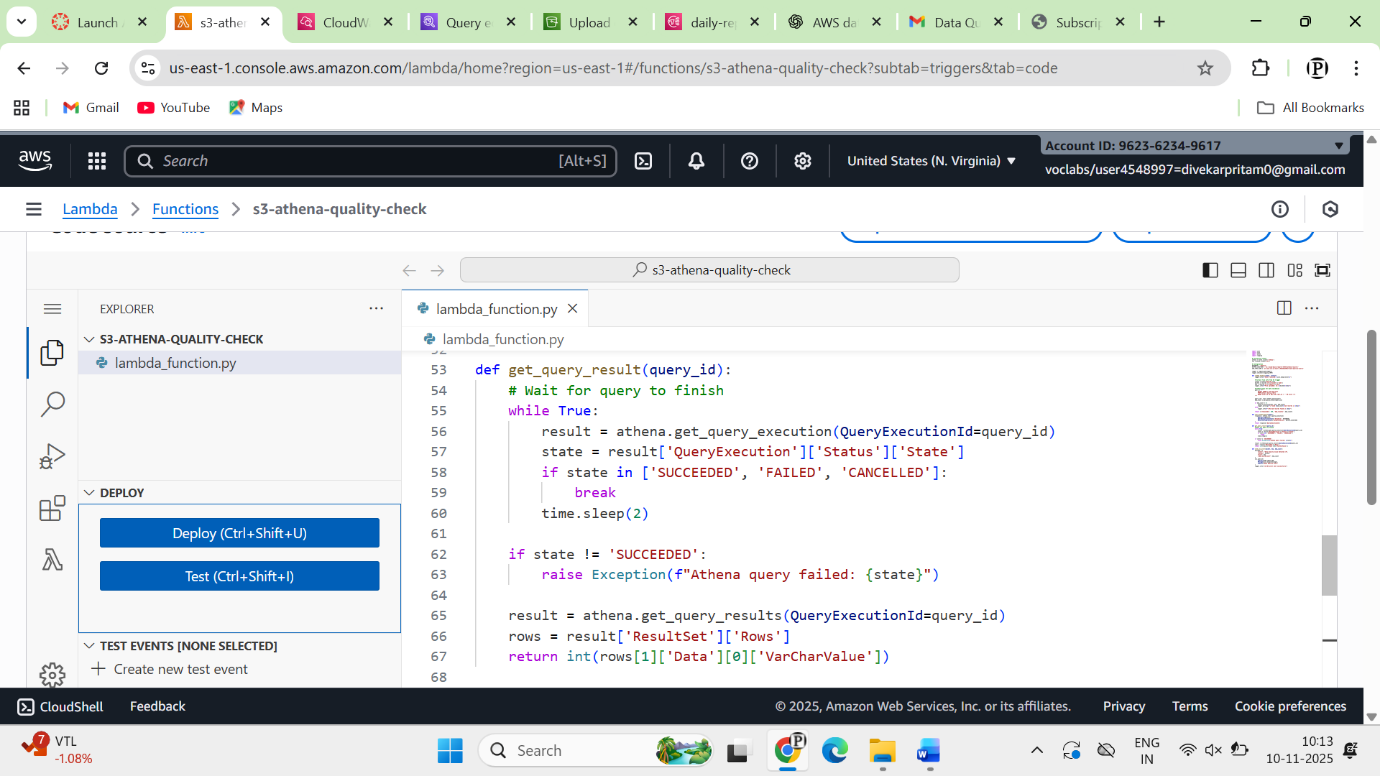 Launch
s3-athe
CloudW
Query e
Upload
daily-re
AWS da
Data Qu
Subscrip
us-east-1.console.aws.amazon.com/lambda/home?region=us-east-1#/functions/s3-athena-quality-check?subtab=triggers&tab=code
Gmail
YouTube
Maps
All Bookmarks
aws
Search
[Alt+S]
United States (N. Virginia)
Account ID: 9623-6234-9617
voclabs/user4548997=divekarpritam0@gmail.com
Lambda
Functions
s3-athena-quality-check
s3-athena-quality-check
EXPLORER
S3-ATHENA-QUALITY-CHECK
lambda_function.py
DEPLOY
Deploy (Ctrl+Shift+U)
Test (Ctrl+Shift+I)
TEST EVENTS [NONE SELECTED]
Create new test event
lambda_function.py
lambda_function.py
53 def get_query_result(query_id):
54 # Wait for query to finish
55 while True:
56 result = athena.get_query_execution(QueryExecutionId=query_id)
57 state = result['QueryExecution']['Status']['State']
58 if state in ['SUCCEEDED', 'FAILED', 'CANCELLED']:
59 break
60 time.sleep(2)
61
62 if state != 'SUCCEEDED':
63 raise Exception(f"Athena query failed: {state}")
64
65 result = athena.get_query_results(QueryExecutionId=query_id)
66 rows = result['ResultSet']['Rows']
67 return int(rows[1]['Data'][0]['VarCharValue'])
68
CloudShell
Feedback
© 2025, Amazon Web Services, Inc. or its affiliates.
Privacy
Terms
Cookie preferences
7
VTL
-1.08%
Search
ENG
IN
10:13
10-11-2025